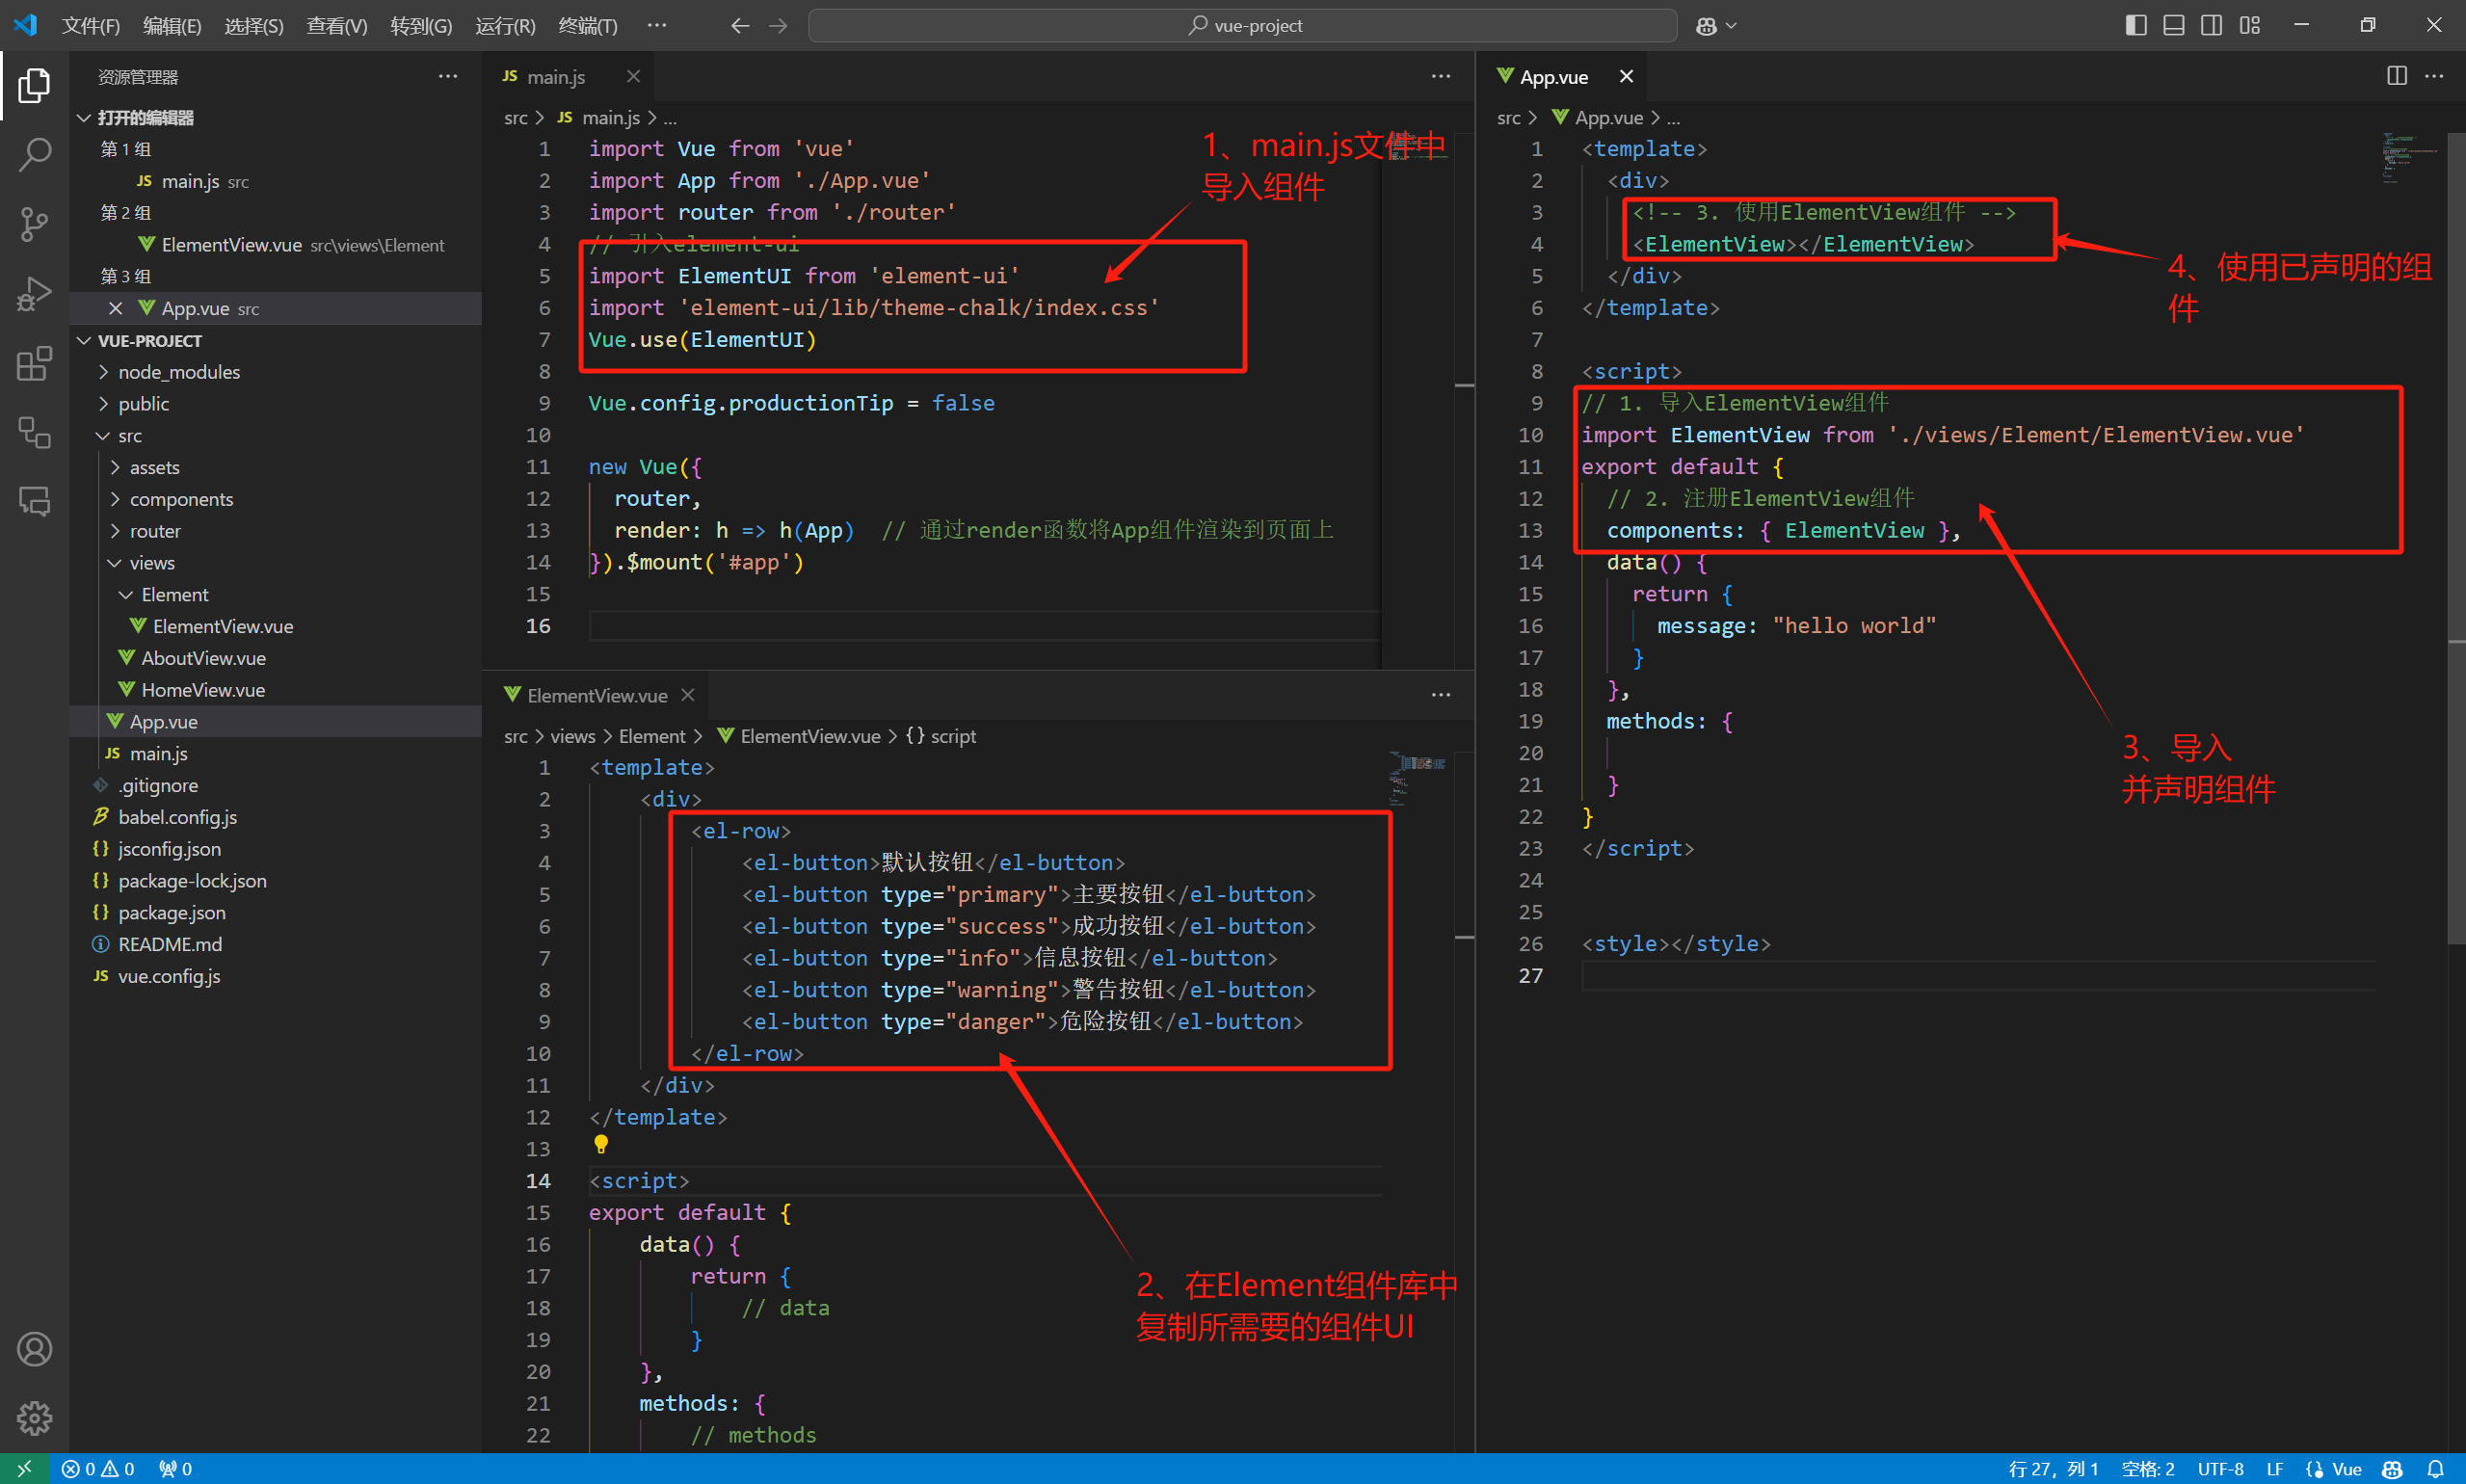 文件(F) 编辑(E) 选择(S) 查看(V) 转到(G) 运行(R) 终端(T) ··· vue-project
资源管理器 ···
打开的编辑器
第 1 组
JS main.js src
第 2 组
ElementView.vue src\views\Element
第 3 组
App.vue src
VUE-PROJECT
node_modules
public
src
assets
components
router
views
Element
ElementView.vue
AboutView.vue
HomeView.vue
App.vue
JS main.js
.gitignore
babel.config.js
{} jsconfig.json
{} package-lock.json
{} package.json
README.md
JS vue.config.js
JS main.js ···
src > JS main.js > ...
1 import Vue from 'vue'
2 import App from './App.vue'
3 import router from './router'
4 // 引入element-ui
5 import ElementUI from 'element-ui'
6 import 'element-ui/lib/theme-chalk/index.css'
7 Vue.use(ElementUI)
8
9 Vue.config.productionTip = false
10
11 new Vue({
12 router,
13 render: h => h(App) // 通过render函数将App组件渲染到页面上
14 }).$mount('#app')
15
16
1、main.js文件中
导入组件
ElementView.vue ···
src > views > Element > ElementView.vue > {} script
1 <template>
2 <div>
3 <el-row>
4 <el-button>默认按钮</el-button>
5 <el-button type="primary">主要按钮</el-button>
6 <el-button type="success">成功按钮</el-button>
7 <el-button type="info">信息按钮</el-button>
8 <el-button type="warning">警告按钮</el-button>
9 <el-button type="danger">危险按钮</el-button>
10 </el-row>
11 </div>
12 </template>
13
14 <script>
15 export default {
16 data() {
17 return {
18 // data
19 }
20 },
21 methods: {
22 // methods
2、在Element组件库中
复制所需要的组件UI
App.vue ···
src > App.vue > ...
1 <template>
2 <div>
3 <!-- 3. 使用ElementView组件 -->
4 <ElementView></ElementView>
5 </div>
6 </template>
7
8 <script>
9 // 1. 导入ElementView组件
10 import ElementView from './views/Element/ElementView.vue'
11 export default {
12 // 2. 注册ElementView组件
13 components: { ElementView },
14 data() {
15 return {
16 message: "hello world"
17 }
18 },
19 methods: {
20
21 }
22 }
23 </script>
24
25
26 <style></style>
27
4、使用已声明的组
件
3、导入
并声明组件
0 0 0 行 27，列 1 空格: 2 UTF-8 LF {} Vue